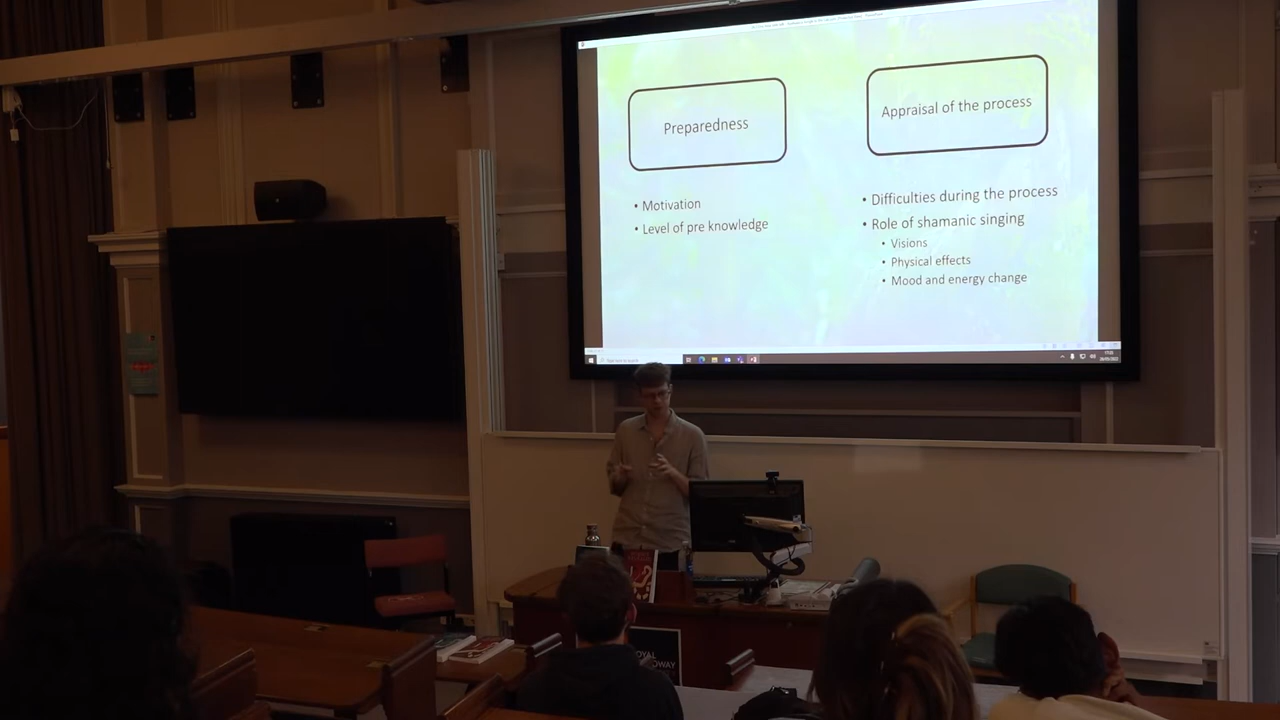 Preparedness
Appraisal of the process
• Motivation
• Level of pre knowledge
• Difficulties during the process
• Role of shamanic singing
• Visions
• Physical effects
• Mood and energy change